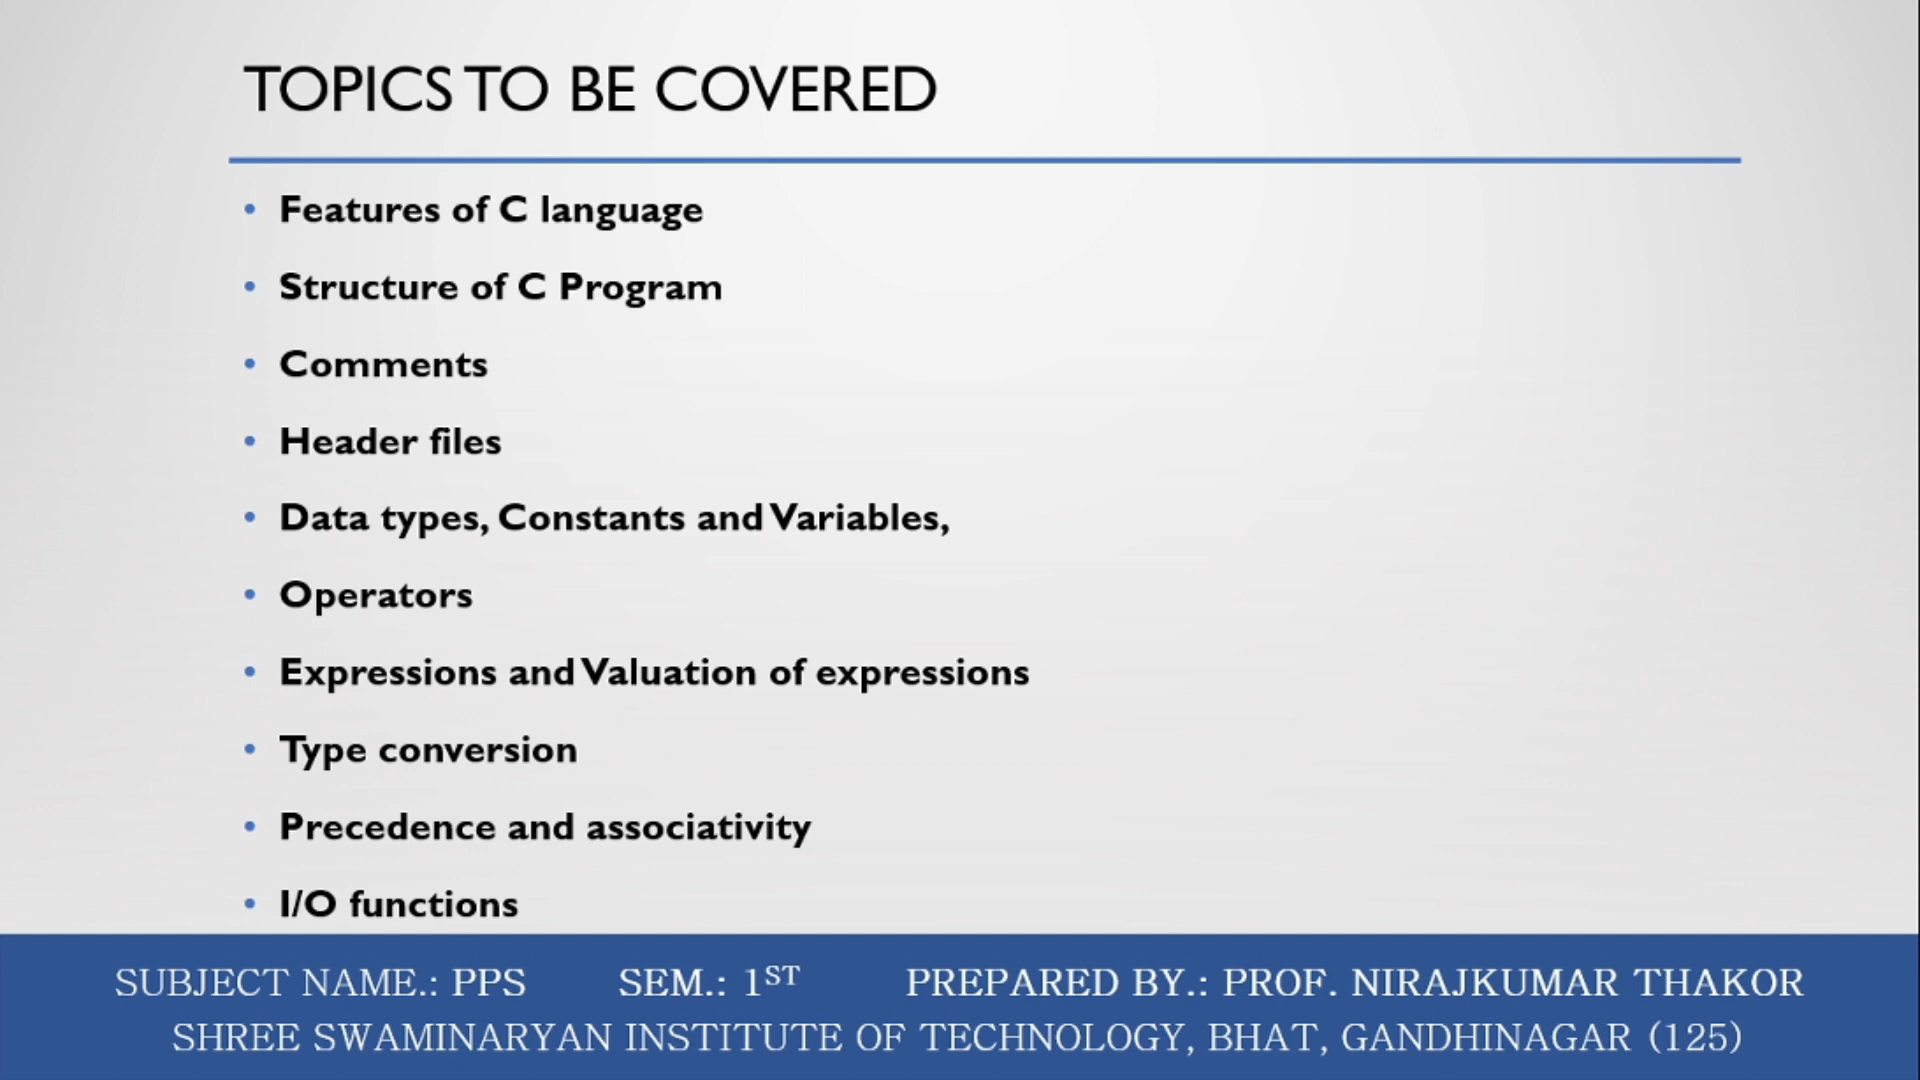 TOPICS TO BE COVERED
• Features of C language
• Structure of C Program
• Comments
• Header files
• Data types, Constants and Variables,
• Operators
• Expressions and Valuation of expressions
• Type conversion
• Precedence and associativity
• I/O functions
SUBJECT NAME.: PPS SEM.: 1ST PREPARED BY.: PROF. NIRAJKUMAR THAKOR
SHREE SWAMINARYAN INSTITUTE OF TECHNOLOGY, BHAT, GANDHINAGAR (125)